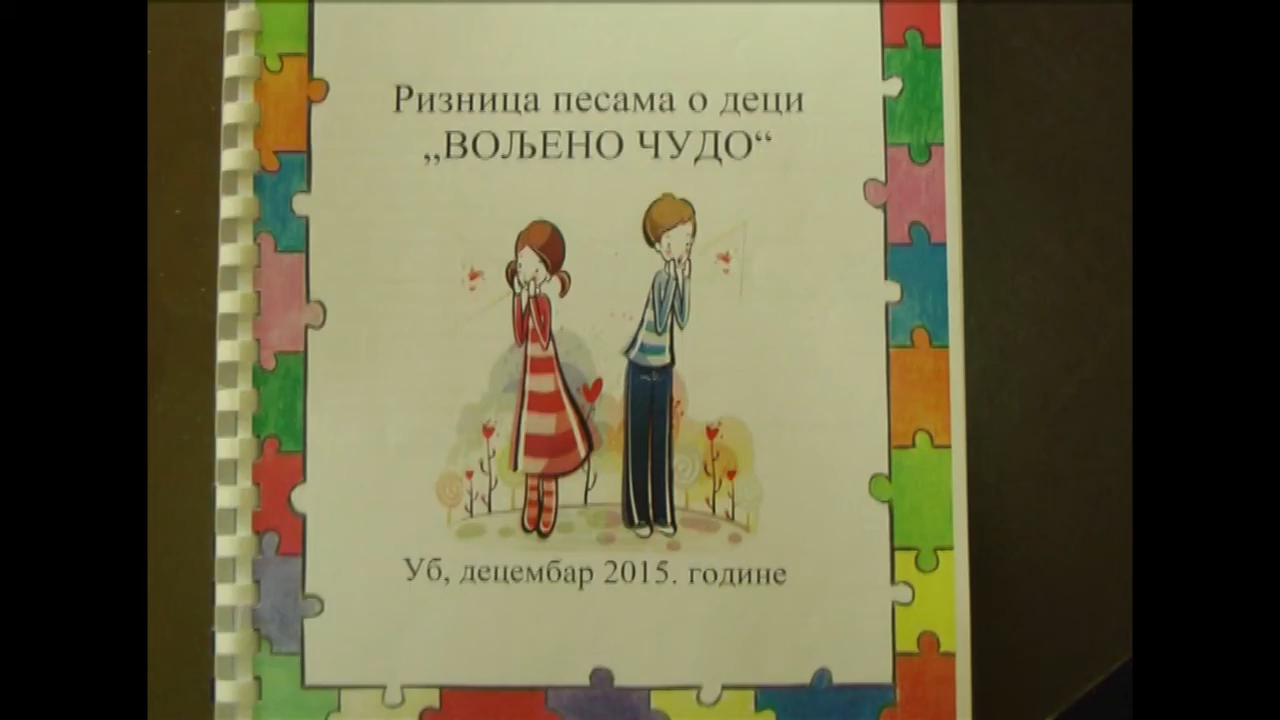 Ризница песама о деци
„ВОЉЕНО ЧУДО“
Уб, децембар 2015. године